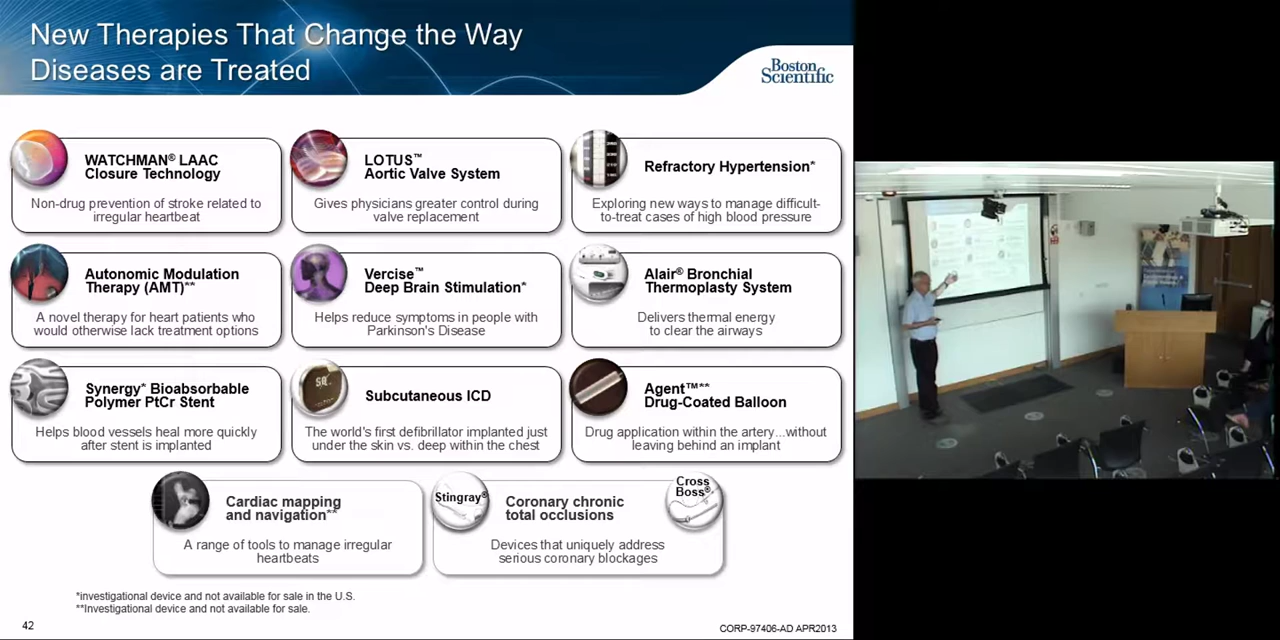 New Therapies That Change the Way
Diseases are Treated
Boston
Scientific
WATCHMAN® LAAC
Closure Technology
Non-drug prevention of stroke related to
irregular heartbeat
LOTUS™
Aortic Valve System
Gives physicians greater control during
valve replacement
Refractory Hypertension*
Exploring new ways to manage difficult-
to-treat cases of high blood pressure
Autonomic Modulation
Therapy (AMT)**
A novel therapy for heart patients who
would otherwise lack treatment options
Vercise™
Deep Brain Stimulation*
Helps reduce symptoms in people with
Parkinson's Disease
Alair® Bronchial
Thermoplasty System
Delivers thermal energy
to clear the airways
Synergy* Bioabsorbable
Polymer PtCr Stent
Helps blood vessels heal more quickly
after stent is implanted
Subcutaneous ICD
The world's first defibrillator implanted just
under the skin vs. deep within the chest
Agent™**
Drug-Coated Balloon
Drug application within the artery...without
leaving behind an implant
Cardiac mapping
and navigation**
A range of tools to manage irregular
heartbeats
Stingray®
Coronary chronic
total occlusions
Cross
Boss®
Devices that uniquely address
serious coronary blockages
*investigational device and not available for sale in the U.S.
**Investigational device and not available for sale.
42
CORP-97406-AD APR2013